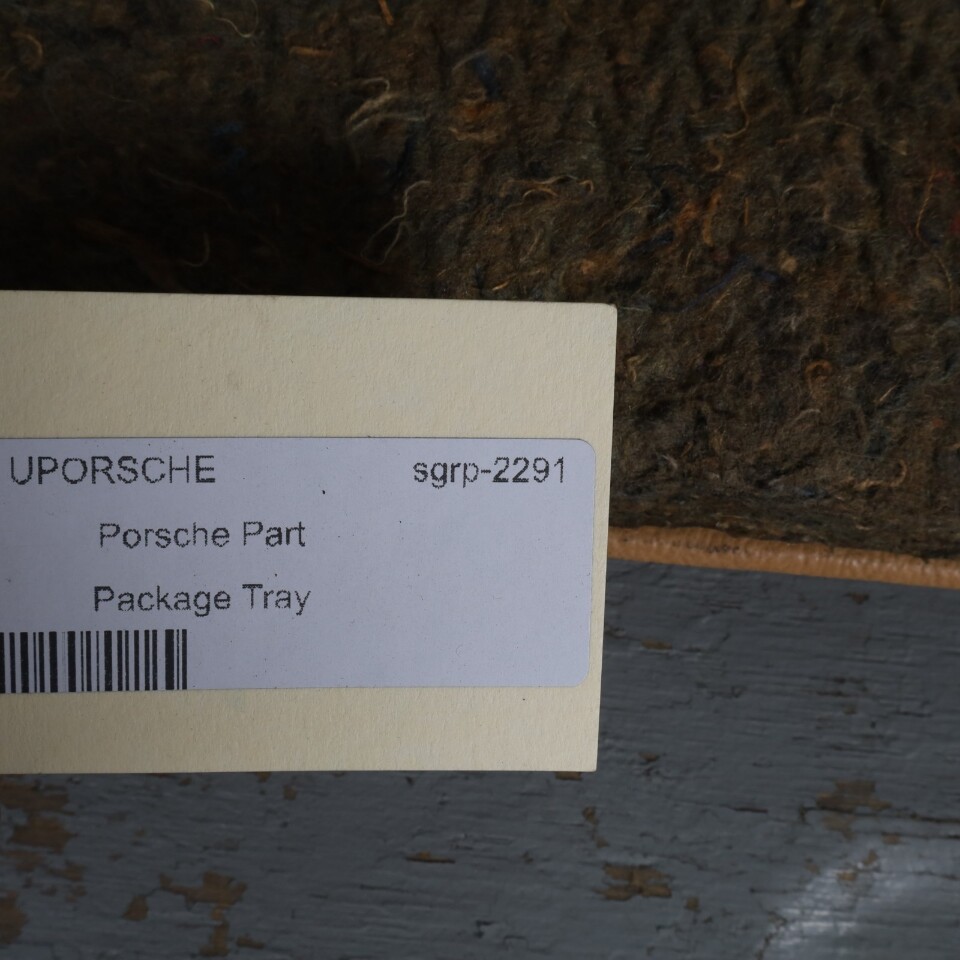 UPORSCHE sgrp-2291
Porsche Part
Package Tray